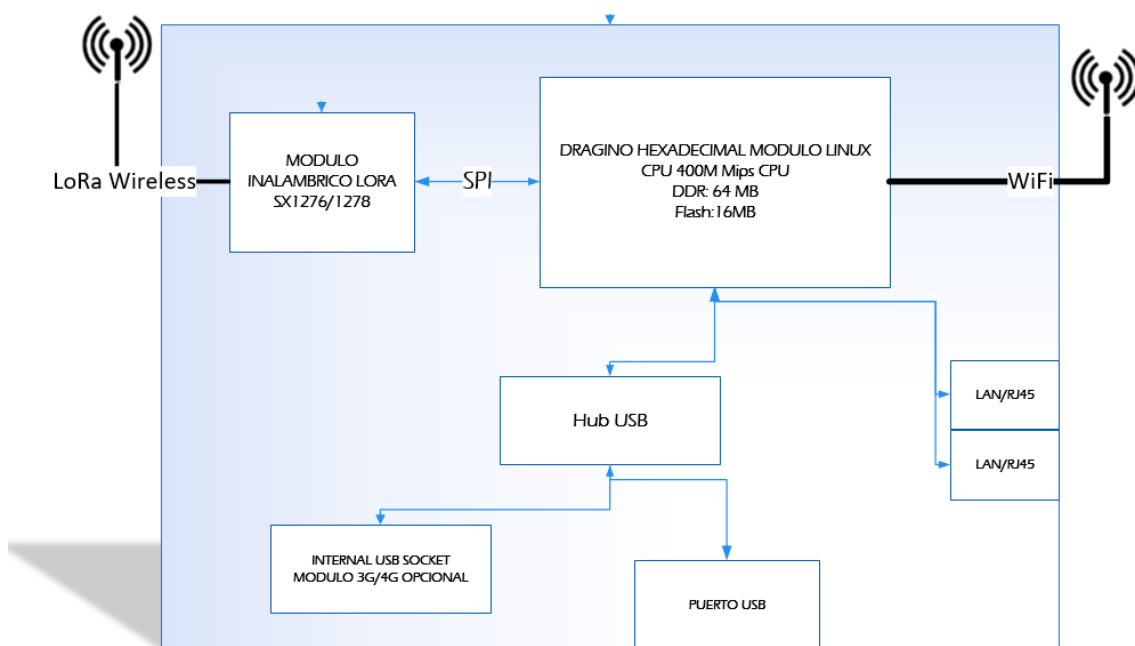 MODULO
INALAMBRICO LORA
SX1276/1278
LoRa Wireless
SPI
DRAGINO HEXADECIMAL MODULO LINUX
CPU 400M Mips CPU
DDR: 64 MB
Flash:16MB
WiFi
Hub USB
LAN/RJ45
LAN/RJ45
INTERNAL USB SOCKET
MODULO 3G/4G OPCIONAL
PUERTO USB